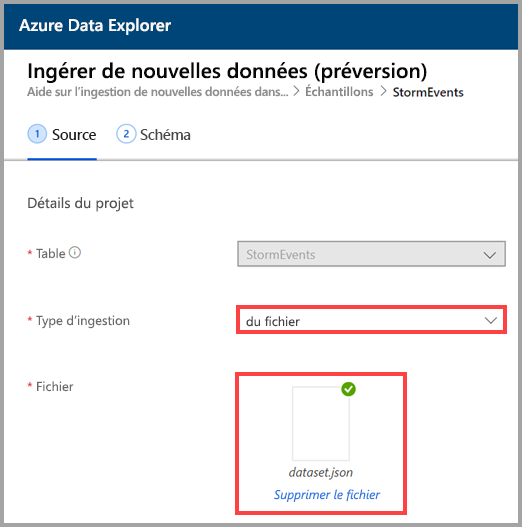 Azure Data Explorer
Ingérer de nouvelles données (préversion)
Aide sur l'ingestion de nouvelles données dans... > Échantillons > StormEvents
1 Source 2 Schéma
Détails du projet
* Table StormEvents
* Type d'ingestion du fichier
* Fichier
dataset.json
Supprimer le fichier